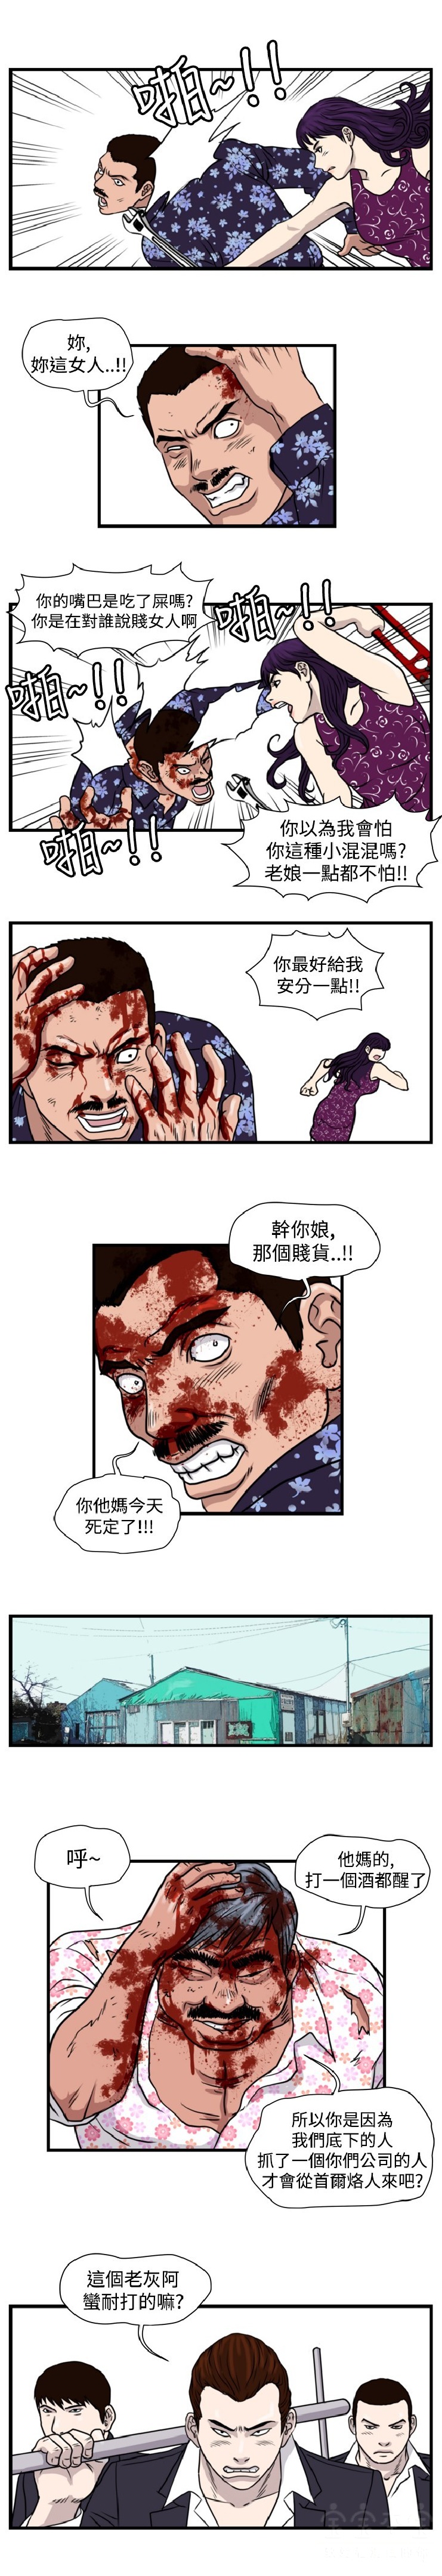 啪~!!
妳,
妳這女人..!!
你的嘴巴是吃了屎嗎?
你是在對誰說賤女人啊
啪~!!
啪~!!
啪~!!
你以為我會怕
你這種小混混嗎?
老娘一點都不怕!!
你最好給我
安分一點!!
幹你娘,
那個賤貨..!!
你他媽今天
死定了!!!
呼~
他媽的,
打一個酒都醒了
所以你是因為
我們底下的人
抓了一個你們公司的人
才會從首爾烙人來吧?
這個老灰阿
蠻耐打的嘛?